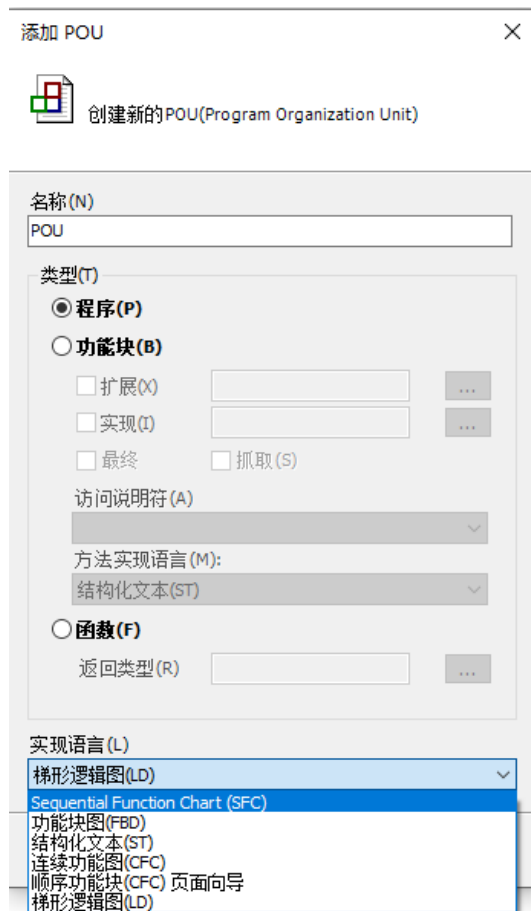 添加 POU
创建新的POU(Program Organization Unit)
名称(N)
POU
类型(T)
程序(P)
功能块(B)
扩展(X)
...
实现(I)
...
最终 抓取(S)
访问说明符(A)
方法实现语言(M):
结构化文本(ST)
函数(F)
返回类型(R)
...
实现语言(L)
梯形逻辑图(LD)
Sequential Function Chart (SFC)
功能块图(FBD)
结构化文本(ST)
连续功能图(CFC)
顺序功能块(CFC) 页面向导
梯形逻辑图(LD)